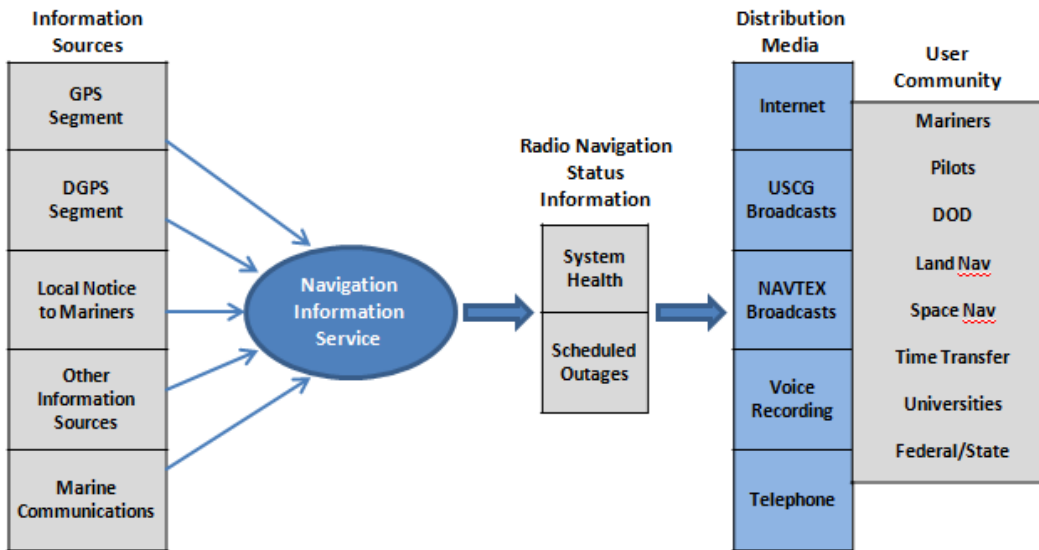 Information
Sources
GPS
Segment
DGPS
Segment
Local Notice
to Mariners
Other
Information
Sources
Marine
Communications
Navigation
Information
Service
Radio Navigation
Status
Information
System
Health
Scheduled
Outages
Distribution
Media
Internet
USCG
Broadcasts
NAVTEX
Broadcasts
Voice
Recording
Telephone
User
Community
Mariners
Pilots
DOD
Land Nav
Space Nav
Time Transfer
Universities
Federal/State